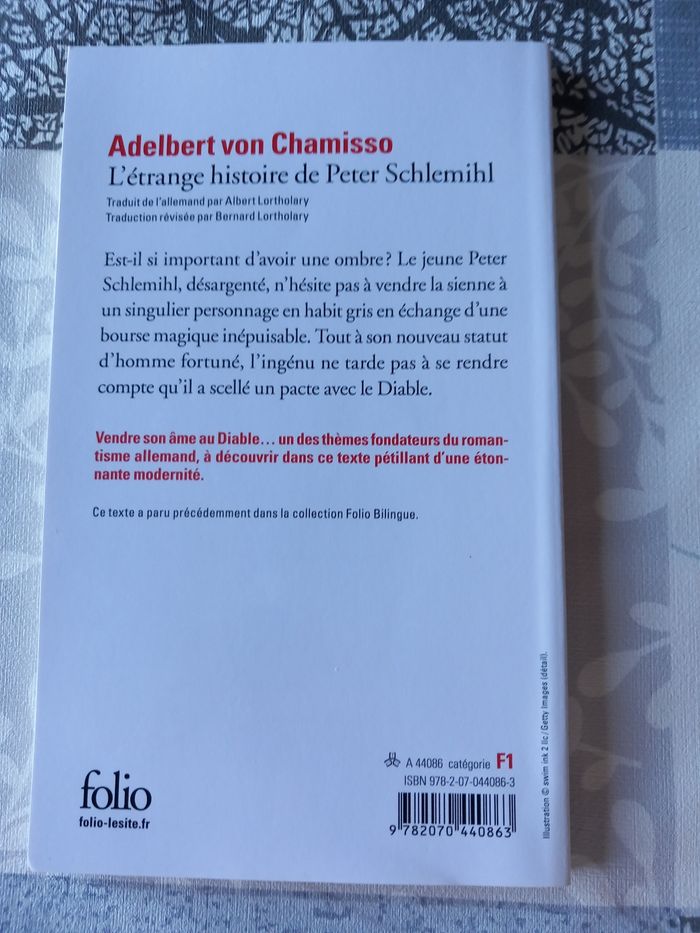 Adelbert von Chamisso
L'étrange histoire de Peter Schlemihl
Traduit de l'allemand par Albert Lortholary
Traduction révisée par Bernard Lortholary
Est-il si important d'avoir une ombre? Le jeune Peter
Schlemihl, désargenté, n'hésite pas à vendre la sienne à
un singulier personnage en habit gris en échange d'une
bourse magique inépuisable. Tout à son nouveau statut
d'homme fortuné, l'ingénu ne tarde pas à se rendre
compte qu'il a scellé un pacte avec le Diable.
Vendre son âme au Diable… un des thèmes fondateurs du roman-
tisme allemand, à découvrir dans ce texte pétillant d'une éton-
nante modernité.
Ce texte a paru précédemment dans la collection Folio Bilingue.
folio
folio-lesite.fr
A 44086 catégorie F1
ISBN 978-2-07-044086-3
9 782070 440863
Illustration © swim ink 2 llc / Getty Images (détail).